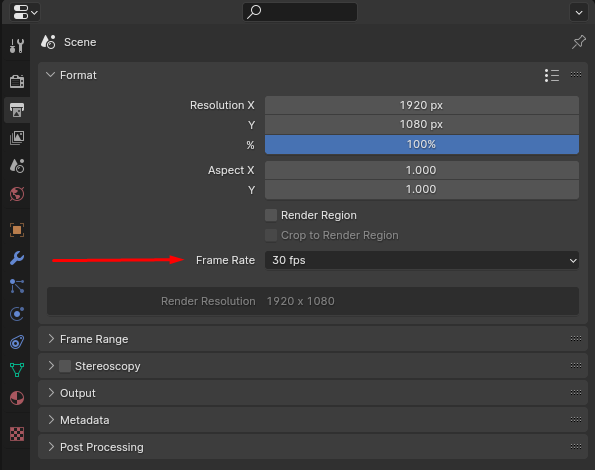 Scene
Format
Resolution X 1920 px
Y 1080 px
% 100%
Aspect X 1.000
Y 1.000
Render Region
Crop to Render Region
Frame Rate 30 fps
Render Resolution 1920 x 1080
Frame Range
Stereoscopy
Output
Metadata
Post Processing